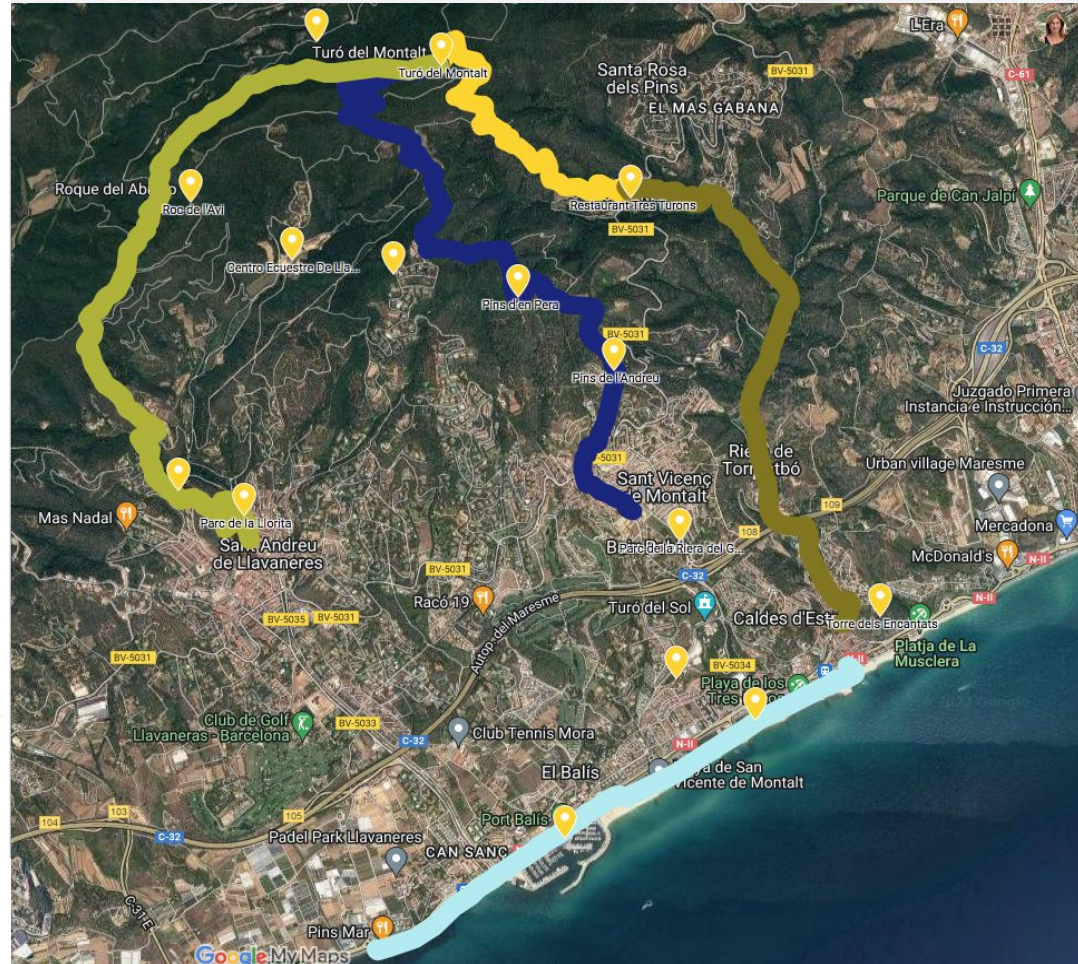 L'Era
Turó del Montalt
Turó del Montalt
Santa Rosa
dels Pins
BV-5031
C-61
EL MAS GABANA
Roque del
Roc de l'Avi
Parque de Can Jalpí
Restaurant Tres Turons
BV-5031
Centro Ecuestre De Lla...
Pins d'en Pera
BV-5031
C-32
Pins de l'Andreu
Juzgado Primera
Instancia e Instrucción...
-5031
Sant Vicenç
de Montalt
Urban village Maresme
Mas Nadal
Parc de la Llorita
Sant Andreu
de Llavaneres
109
108
Mercadona
Parc de la Riera del G...
McDonald's
BV-5031
C-32
N-II
Racó 19
Turó del Sol
BV-5035
BV-5031
Caldes d'Est
Torre dels Encantats
Autop. del Maresme
BV-5031
BV-5034
N-II
Platja de La
Musclera
Playa de los
Tres
Club de Golf
Llavaneras - Barcelona
BV-5033
C-32
Club Tennis Mora
N-II
El Balís
de San
Vicente de Montalt
105
103
104
C-32
Port Balís
Padel Park Llavaneres
CAN SANÇ
C-31E
Pins Mar
Google My Maps